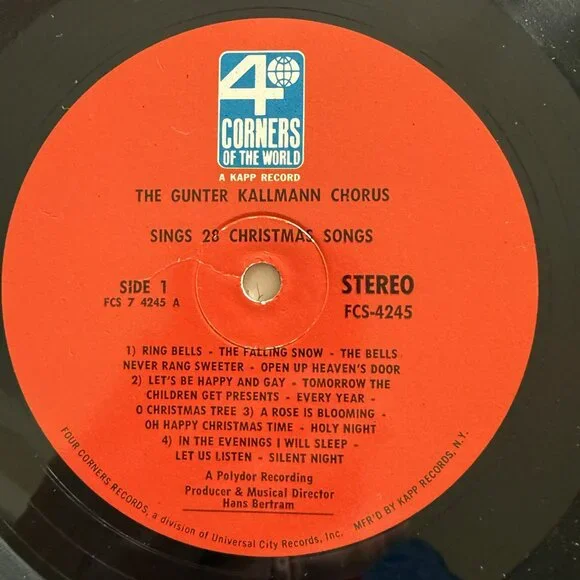 4
CORNERS
OF THE WORLD
A KAPP RECORD
THE GUNTER KALLMANN CHORUS
SINGS 28 CHRISTMAS SONGS
SIDE 1
FCS 7 4245 A
STEREO
FCS-4245
1) RING BELLS - THE FALLING SNOW - THE BELLS
NEVER RANG SWEETER - OPEN UP HEAVEN'S DOOR
2) LET'S BE HAPPY AND GAY - TOMORROW THE
CHILDREN GET PRESENTS - EVERY YEAR -
O CHRISTMAS TREE 3) A ROSE IS BLOOMING -
OH HAPPY CHRISTMAS TIME - HOLY NIGHT
4) IN THE EVENINGS I WILL SLEEP -
LET US LISTEN - SILENT NIGHT
A Polydor Recording
Producer & Musical Director
Hans Bertram
FOUR CORNERS RECORDS, a division of Universal City Records, Inc. MFR'D BY KAPP RECORDS, N.Y.